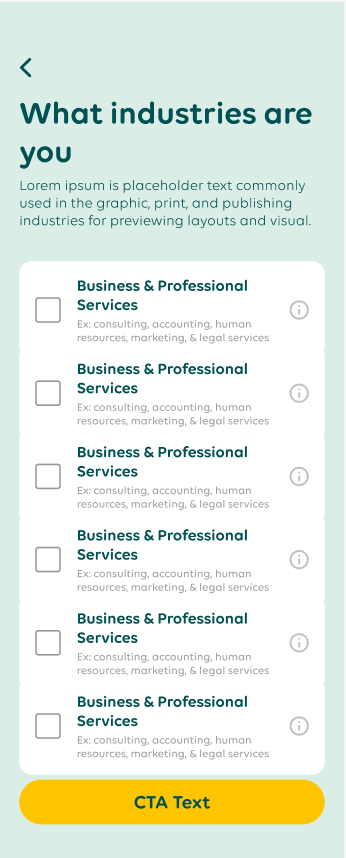 What industries are
you
Lorem ipsum is placeholder text commonly
used in the graphic, print, and publishing
industries for previewing layouts and visual.
Business & Professional
Services
Ex: consulting, accounting, human
resources, marketing, & legal services
Business & Professional
Services
Ex: consulting, accounting, human
resources, marketing, & legal services
Business & Professional
Services
Ex: consulting, accounting, human
resources, marketing, & legal services
Business & Professional
Services
Ex: consulting, accounting, human
resources, marketing, & legal services
Business & Professional
Services
Ex: consulting, accounting, human
resources, marketing, & legal services
Business & Professional
Services
Ex: consulting, accounting, human
resources, marketing, & legal services
CTA Text